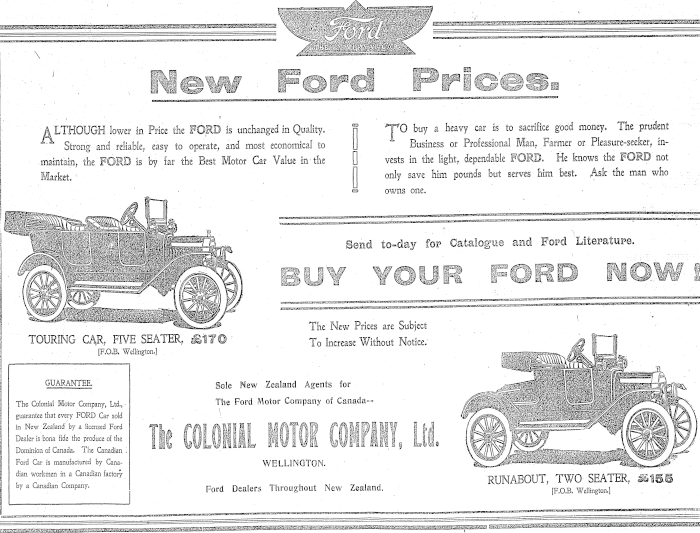 Ford
THE UNIVERSAL CAR
New Ford Prices.
ALTHOUGH lower in Price the FORD is unchanged in Quality.
Strong and reliable, easy to operate, and most economical to
maintain, the FORD is by far the Best Motor Car Value in the
Market.
TO buy a heavy car is to sacrifice good money. The prudent
Business or Professional Man, Farmer or Pleasure-seeker, in-
vests in the light, dependable FORD. He knows the FORD not
only save him pounds but serves him best. Ask the man who
owns one.
Send to-day for Catalogue and Ford Literature.
BUY YOUR FORD NOW!
TOURING CAR, FIVE SEATER, £170
[F.O.B. Wellington.]
The New Prices are Subject
To Increase Without Notice.
GUARANTEE.
The Colonial Motor Company, Ltd.,
guarantee that every FORD Car sold
in New Zealand by a licensed Ford
Dealer is bona fide the produce of the
Dominion of Canada. The Canadian
Ford Car is manufactured by Cana-
dian workmen in a Canadian factory
by a Canadian Company.
Sole New Zealand Agents for
The Ford Motor Company of Canada--
The COLONIAL MOTOR COMPANY, Ltd.
WELLINGTON.
Ford Dealers Throughout New Zealand.
RUNABOUT, TWO SEATER, £155
[F.O.B. Wellington]